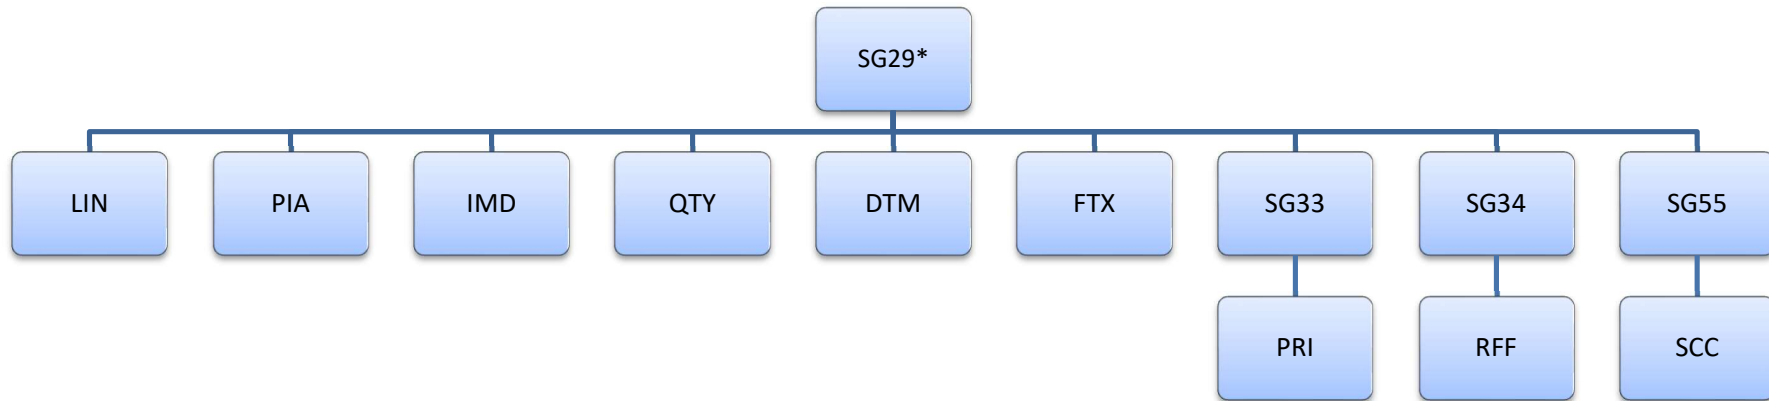 SG29*
LIN
PIA
IMD
QTY
DTM
FTX
SG33
SG34
SG55
PRI
RFF
SCC